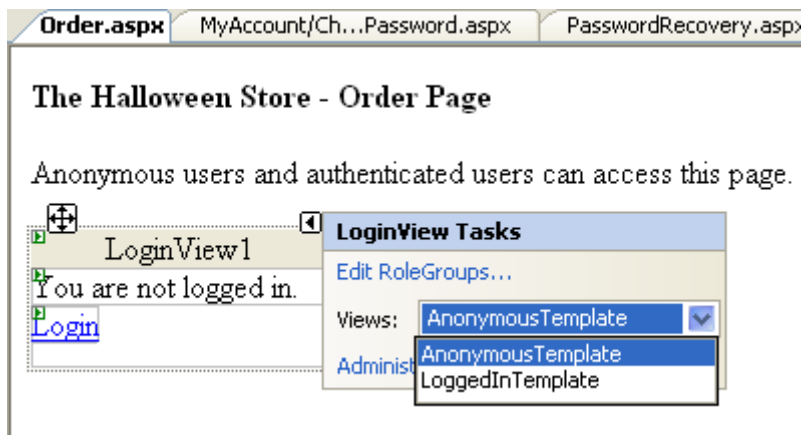 Order.aspx MyAccount/Ch...Password.aspx PasswordRecovery.aspx
The Halloween Store - Order Page
Anonymous users and authenticated users can access this page.
LoginView1
You are not logged in.
Login
LoginView Tasks
Edit RoleGroups...
Views: AnonymousTemplate
AnonymousTemplate
LoggedInTemplate
Administ